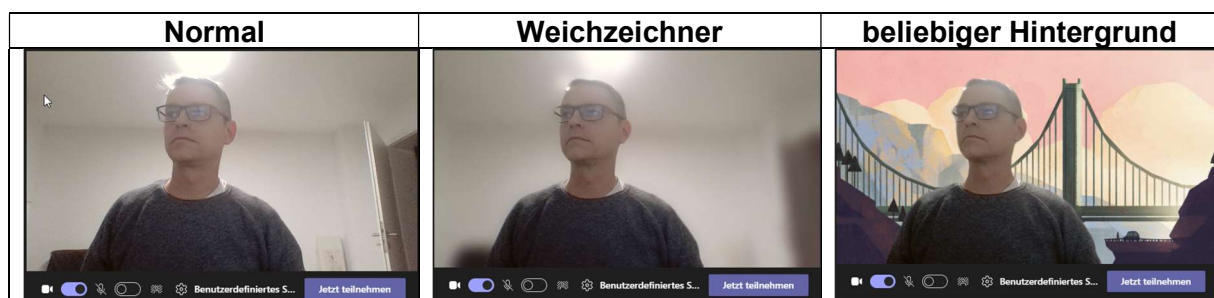 Normal
Weichzeichner
beliebiger Hintergrund
Benutzerdefiniertes S... Jetzt teilnehmen
Benutzerdefiniertes S... Jetzt teilnehmen
Benutzerdefiniertes S... Jetzt teilnehmen